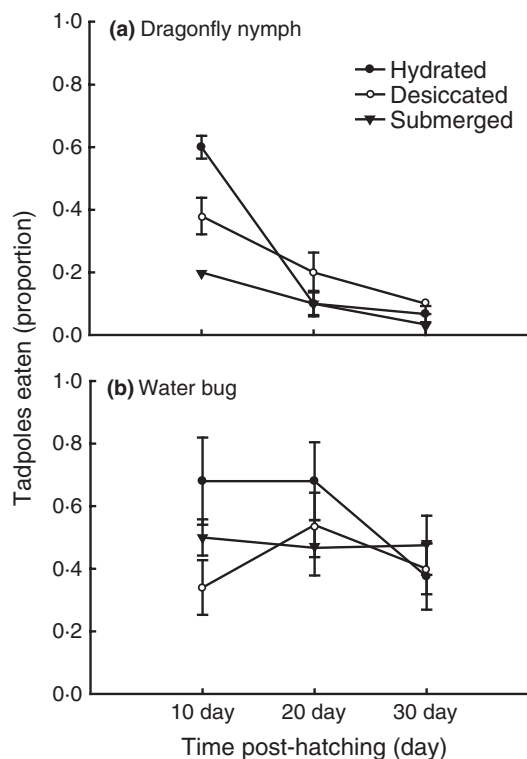 1·0
(a) Dragonfly nymph
Hydrated
0·8
Desiccated
Submerged
0·6
0·4
0·2
0·0
Tadpoles eaten (proportion)
1·0
(b) Water bug
0·8
0·6
0·4
0·2
0·0
10 day 20 day 30 day
Time post-hatching (day)